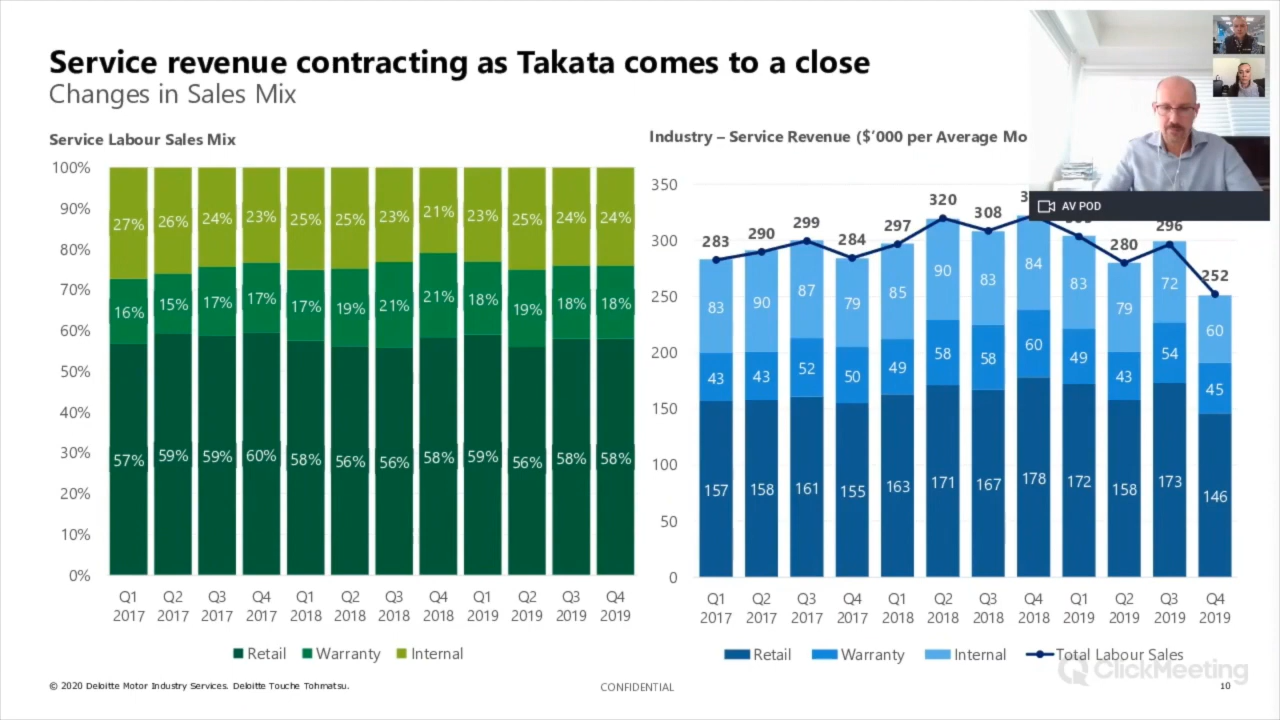 Service revenue contracting as Takata comes to a close
Changes in Sales Mix
Service Labour Sales Mix
100%
90%
80%
70%
60%
50%
40%
30%
20%
10%
0%
27% 26% 24% 23% 25% 25% 23% 21% 23% 25% 24% 24%
16% 15% 17% 17% 17% 19% 21% 21% 18% 19% 18% 18%
57% 59% 59% 60% 58% 56% 56% 58% 59% 56% 58% 58%
Q1 Q2 Q3 Q4 Q1 Q2 Q3 Q4 Q1 Q2 Q3 Q4
2017 2017 2017 2017 2018 2018 2018 2018 2019 2019 2019 2019
Retail Warranty Internal
Industry – Service Revenue ($’000 per Average
AV POD
350
300
250
200
150
100
50
0
283 290 299 284 297 320 308 280 296 252
83 90 87 79 85 90 83 84 83 79 72 60
43 43 52 50 49 58 58 60 49 43 54 45
157 158 161 155 163 171 167 178 172 158 173 146
Q1 Q2 Q3 Q4 Q1 Q2 Q3 Q4 Q1 Q2 Q3 Q4
2017 2017 2017 2017 2018 2018 2018 2018 2019 2019 2019 2019
Retail Warranty Internal Total Labour Sales
ClickMeeting
© 2020 Deloitte Motor Industry Services. Deloitte Touche Tohmatsu.
CONFIDENTIAL
10